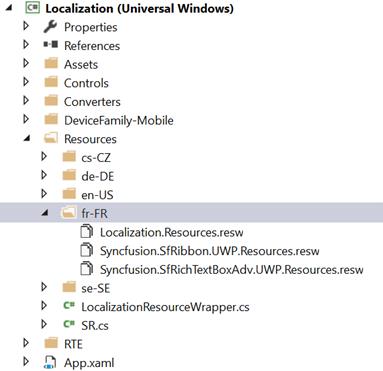 C# Localization (Universal Windows)
Properties
References
Assets
Controls
Converters
DeviceFamily-Mobile
Resources
cs-CZ
de-DE
en-US
fr-FR
Localization.Resources.resw
Syncfusion.SfRibbon.UWP.Resources.resw
Syncfusion.SfRichTextBoxAdv.UWP.Resources.resw
se-SE
C# LocalizationResourceWrapper.cs
C# SR.cs
RTE
App.xaml